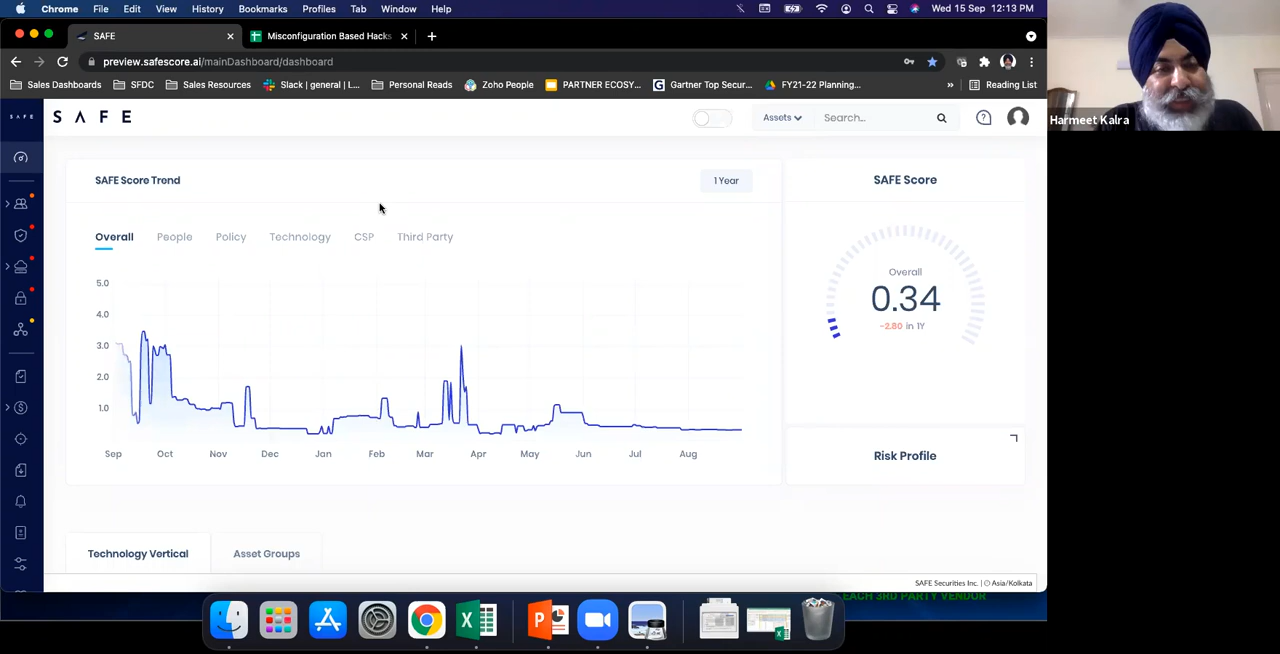 Chrome File Edit View History Bookmarks Profiles Tab Window Help Wed 15 Sep 12:13 PM
SAFE Misconfiguration Based Hacks
preview.safescore.ai/mainDashboard/dashboard
Sales Dashboards SFDC Sales Resources Slack | general | L... Personal Reads Zoho People PARTNER ECOSY... Gartner Top Secur... FY21-22 Planning... » Reading List
SAFE
S A F E
Assets Search...
Harmeet Kalra
SAFE Score Trend
1 Year
SAFE Score
Overall People Policy Technology CSP Third Party
5.0
4.0
3.0
2.0
1.0
Sep Oct Nov Dec Jan Feb Mar Apr May Jun Jul Aug
Overall
0.34
-2.80 in 1Y
Risk Profile
Technology Vertical Asset Groups
SAFE Securities Inc. | © Asia/Kolkata
EACH 3RD PARTY VENDOR